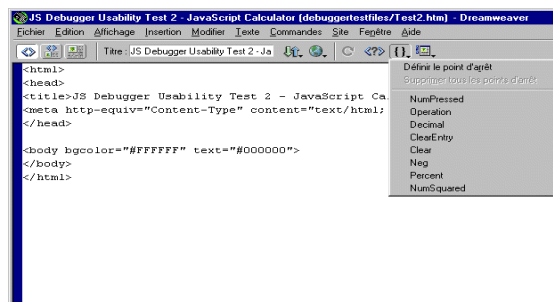 JS Debugger Usability Test 2 - JavaScript Calculator (debuggertestfiles/Test2.htm) - Dreamweaver
Fichier Edition Affichage Insertion Modifier Texte Commandes Site Fenêtre Aide
Titre : JS Debugger Usability Test 2 - Ja
<html>
<head>
<title>JS Debugger Usability Test 2 - JavaScript Ca
<meta http-equiv="Content-Type" content="text/html;
</head>
<body bgcolor="#FFFFFF" text="#000000">
</body>
</html>
Définir le point d'arrêt
Supprimer tous les points d'arrêt
NumPressed
Operation
Decimal
ClearEntry
Clear
Neg
Percent
NumSquared